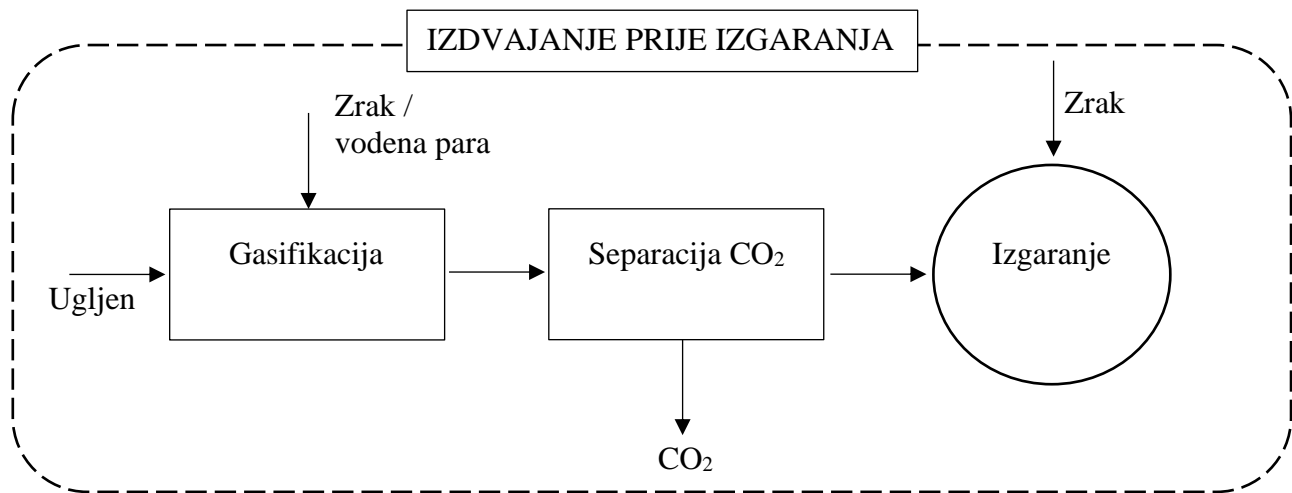 IZDVAJANJE PRIJE IZGARANJA
Zrak /
vodena para
Zrak
Gasifikacija
Separacija CO₂
Izgaranje
Ugljen
CO₂